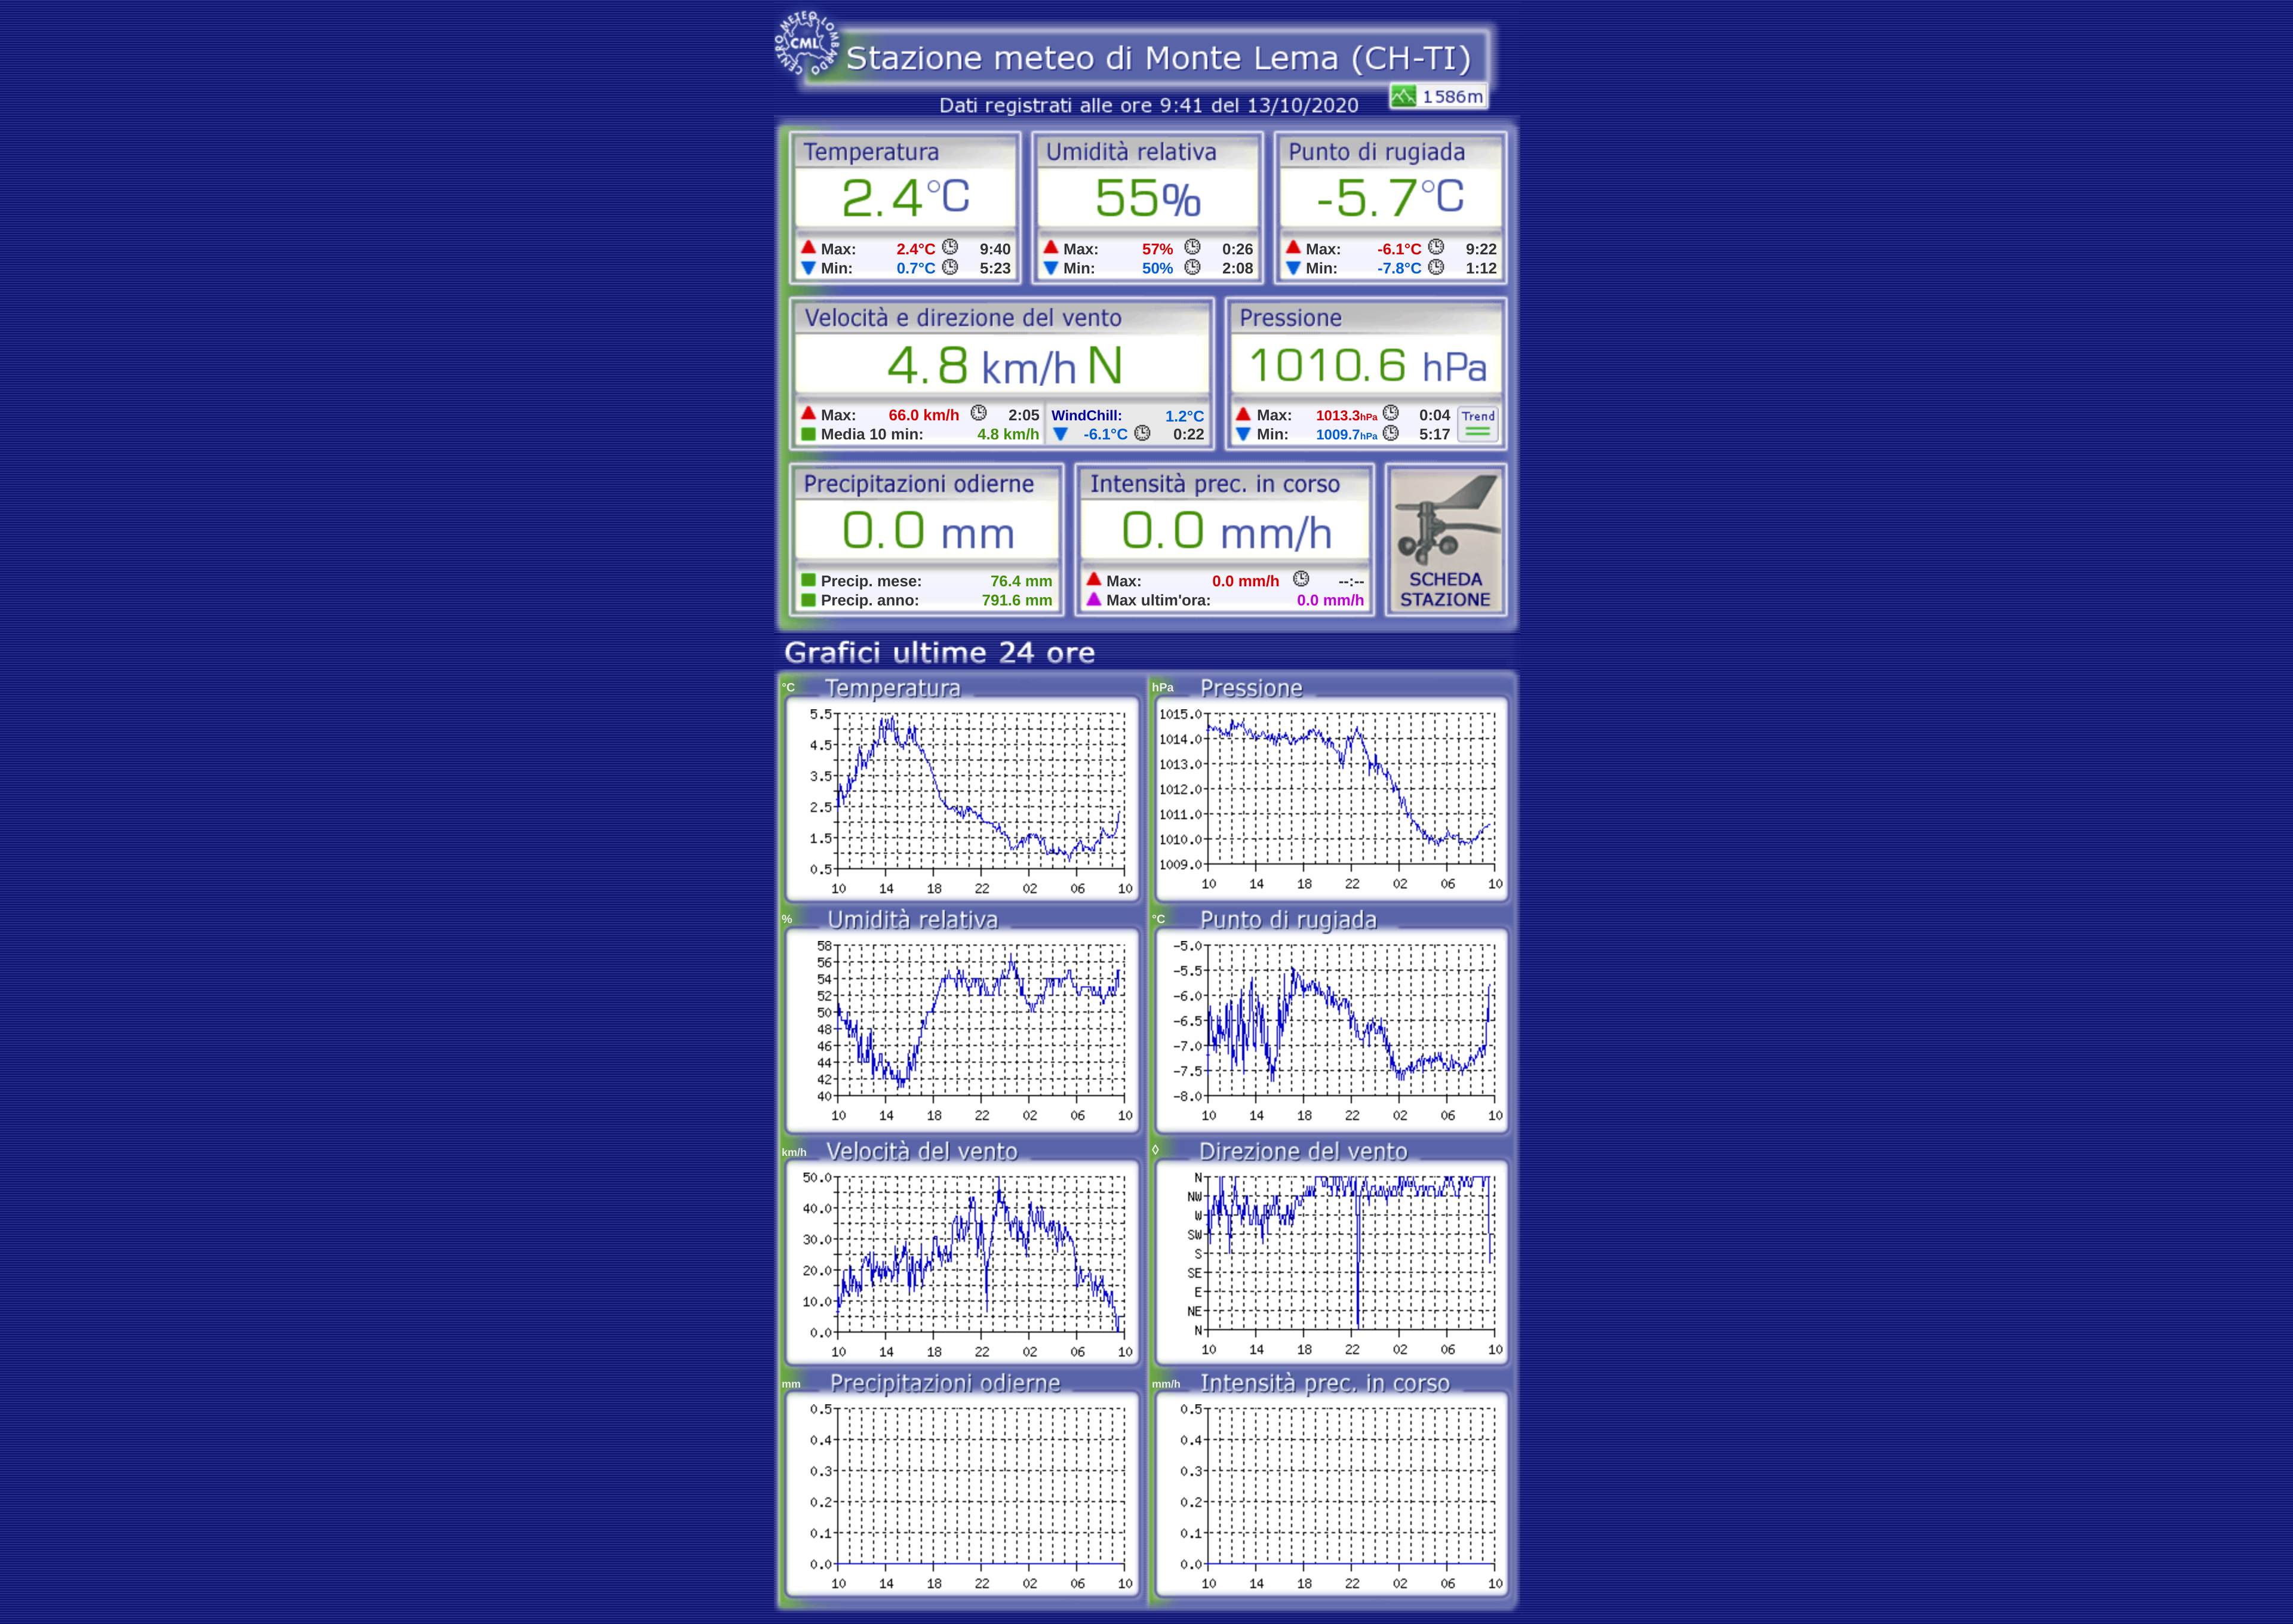 CENTRO METEO LOMBARDO
CML
Stazione meteo di Monte Lema (CH-TI)
1586m
Dati registrati alle ore 9:41 del 13/10/2020
Temperatura
2.4°C
Max: 2.4°C 9:40
Min: 0.7°C 5:23
Umidità relativa
55%
Max: 57% 0:26
Min: 50% 2:08
Punto di rugiada
-5.7°C
Max: -6.1°C 9:22
Min: -7.8°C 1:12
Velocità e direzione del vento
4.8 km/h N
Max: 66.0 km/h 2:05
Media 10 min: 4.8 km/h
WindChill: 1.2°C
-6.1°C 0:22
Pressione
1010.6 hPa
Max: 1013.3hPa 0:04
Min: 1009.7hPa 5:17
Trend
Precipitazioni odierne
0.0 mm
Precip. mese: 76.4 mm
Precip. anno: 791.6 mm
Intensità prec. in corso
0.0 mm/h
Max: 0.0 mm/h --:--
Max ultim'ora: 0.0 mm/h
SCHEDA
STAZIONE
Grafici ultime 24 ore
°C Temperatura
5.5
4.5
3.5
2.5
1.5
0.5
10 14 18 22 02 06 10
hPa Pressione
1015.0
1014.0
1013.0
1012.0
1011.0
1010.0
1009.0
10 14 18 22 02 06 10
% Umidità relativa
58
56
54
52
50
48
46
44
42
40
10 14 18 22 02 06 10
°C Punto di rugiada
-5.0
-5.5
-6.0
-6.5
-7.0
-7.5
-8.0
10 14 18 22 02 06 10
km/h Velocità del vento
50.0
40.0
30.0
20.0
10.0
0.0
10 14 18 22 02 06 10
◊ Direzione del vento
N
NW
W
SW
S
SE
E
NE
N
10 14 18 22 02 06 10
mm Precipitazioni odierne
0.5
0.4
0.3
0.2
0.1
0.0
10 14 18 22 02 06 10
mm/h Intensità prec. in corso
0.5
0.4
0.3
0.2
0.1
0.0
10 14 18 22 02 06 10